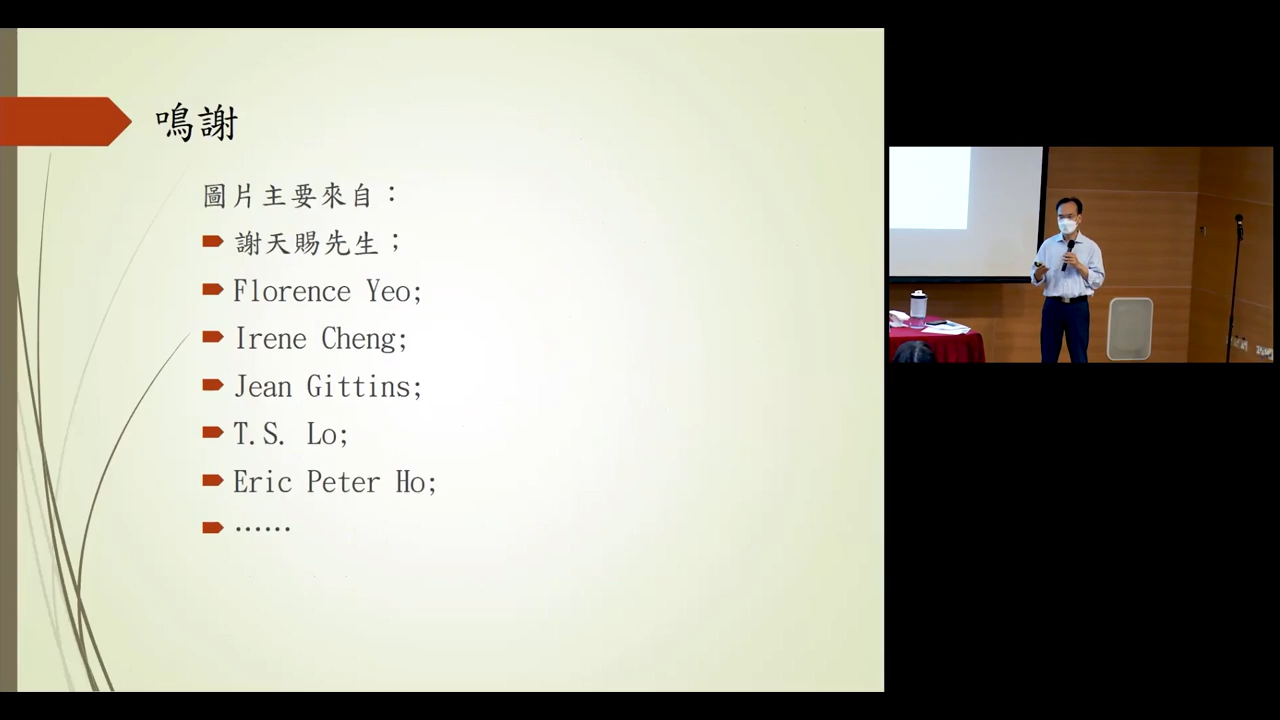 鳴謝
圖片主要來自：
謝天賜先生；
Florence Yeo;
Irene Cheng;
Jean Gittins;
T.S. Lo;
Eric Peter Ho;
……